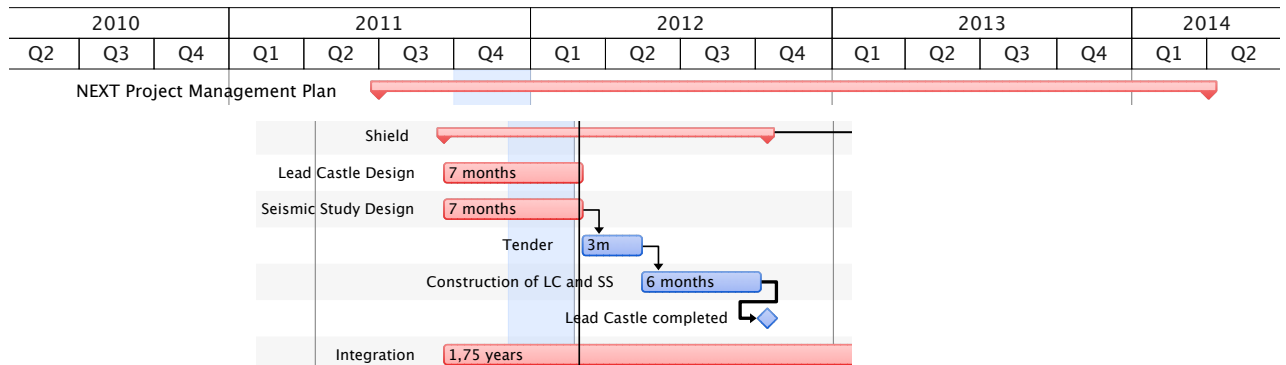 2010 2011 2012 2013 2014
Q2 Q3 Q4 Q1 Q2 Q3 Q4 Q1 Q2 Q3 Q4 Q1 Q2 Q3 Q4 Q1 Q2
NEXT Project Management Plan
Shield
Lead Castle Design 7 months
Seismic Study Design 7 months
Tender 3m
Construction of LC and SS 6 months
Lead Castle completed
Integration 1,75 years